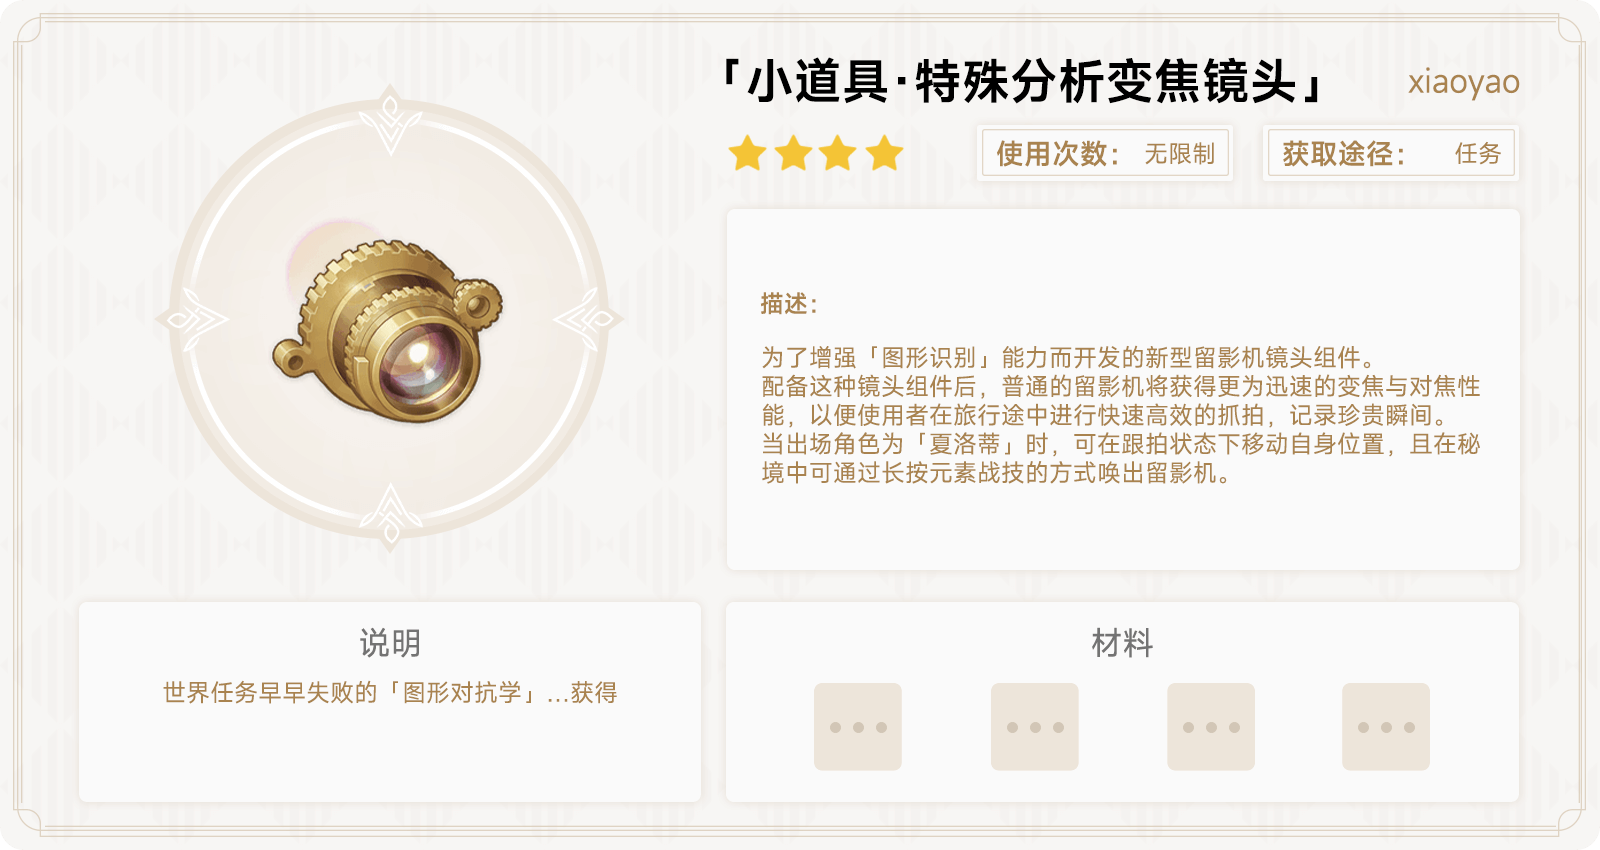 「小道具·特殊分析变焦镜头」
xiaoyao
使用次数： 无限制
获取途径： 任务
描述：
为了增强「图形识别」能力而开发的新型留影机镜头组件。
配备这种镜头组件后，普通的留影机将获得更为迅速的变焦与对焦性
能，以便使用者在旅行途中进行快速高效的抓拍，记录珍贵瞬间。
当出场角色为「夏洛蒂」时，可在跟拍状态下移动自身位置，且在秘
境中可通过长按元素战技的方式唤出留影机。
说明
世界任务早早失败的「图形对抗学」...获得
材料